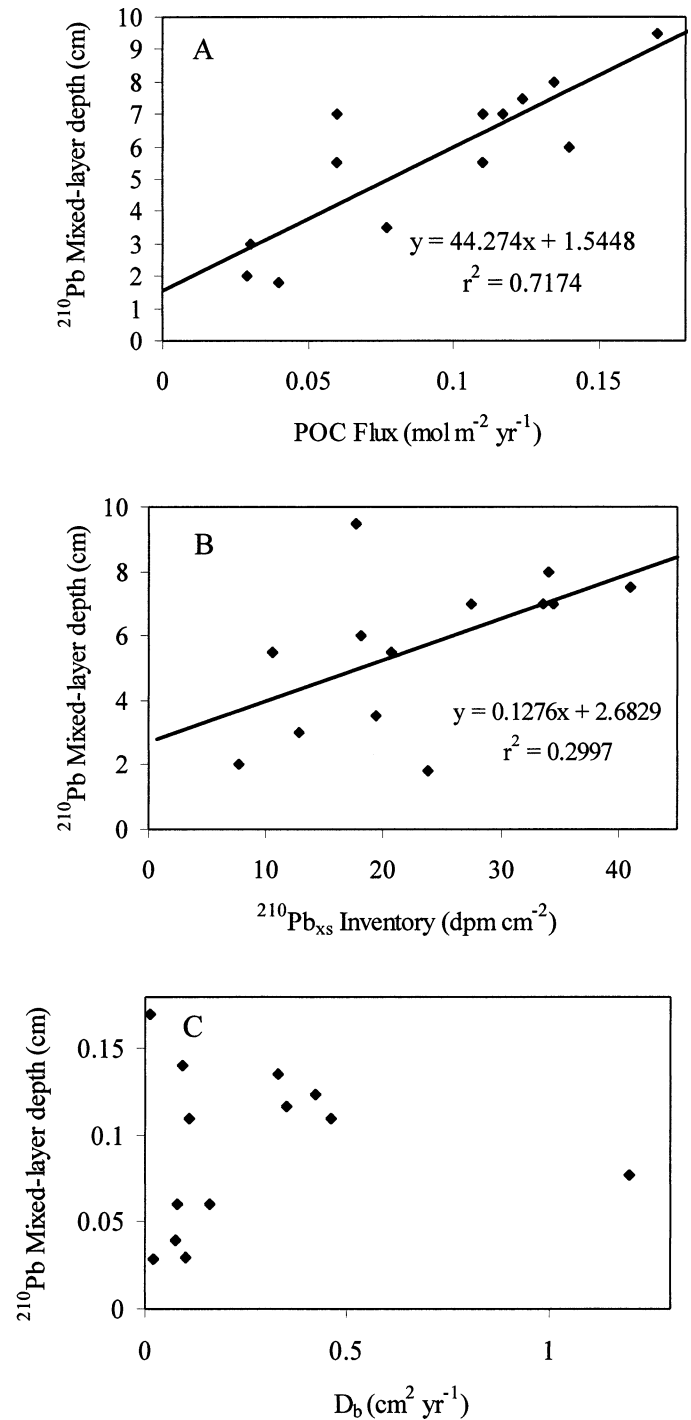 A
²¹⁰Pb Mixed-layer depth (cm)
10
9
8
7
6
5
4
3
2
1
0
y = 44.274x + 1.5448
r² = 0.7174
0 0.05 0.1 0.15
POC Flux (mol m⁻² yr⁻¹)
B
²¹⁰Pb Mixed-layer depth (cm)
10
8
6
4
2
0
y = 0.1276x + 2.6829
r² = 0.2997
0 10 20 30 40
²¹⁰Pbₓₛ Inventory (dpm cm⁻²)
C
²¹⁰Pb Mixed-layer depth (cm)
0.15
0.1
0.05
0
0 0.5 1
D_b (cm² yr⁻¹)